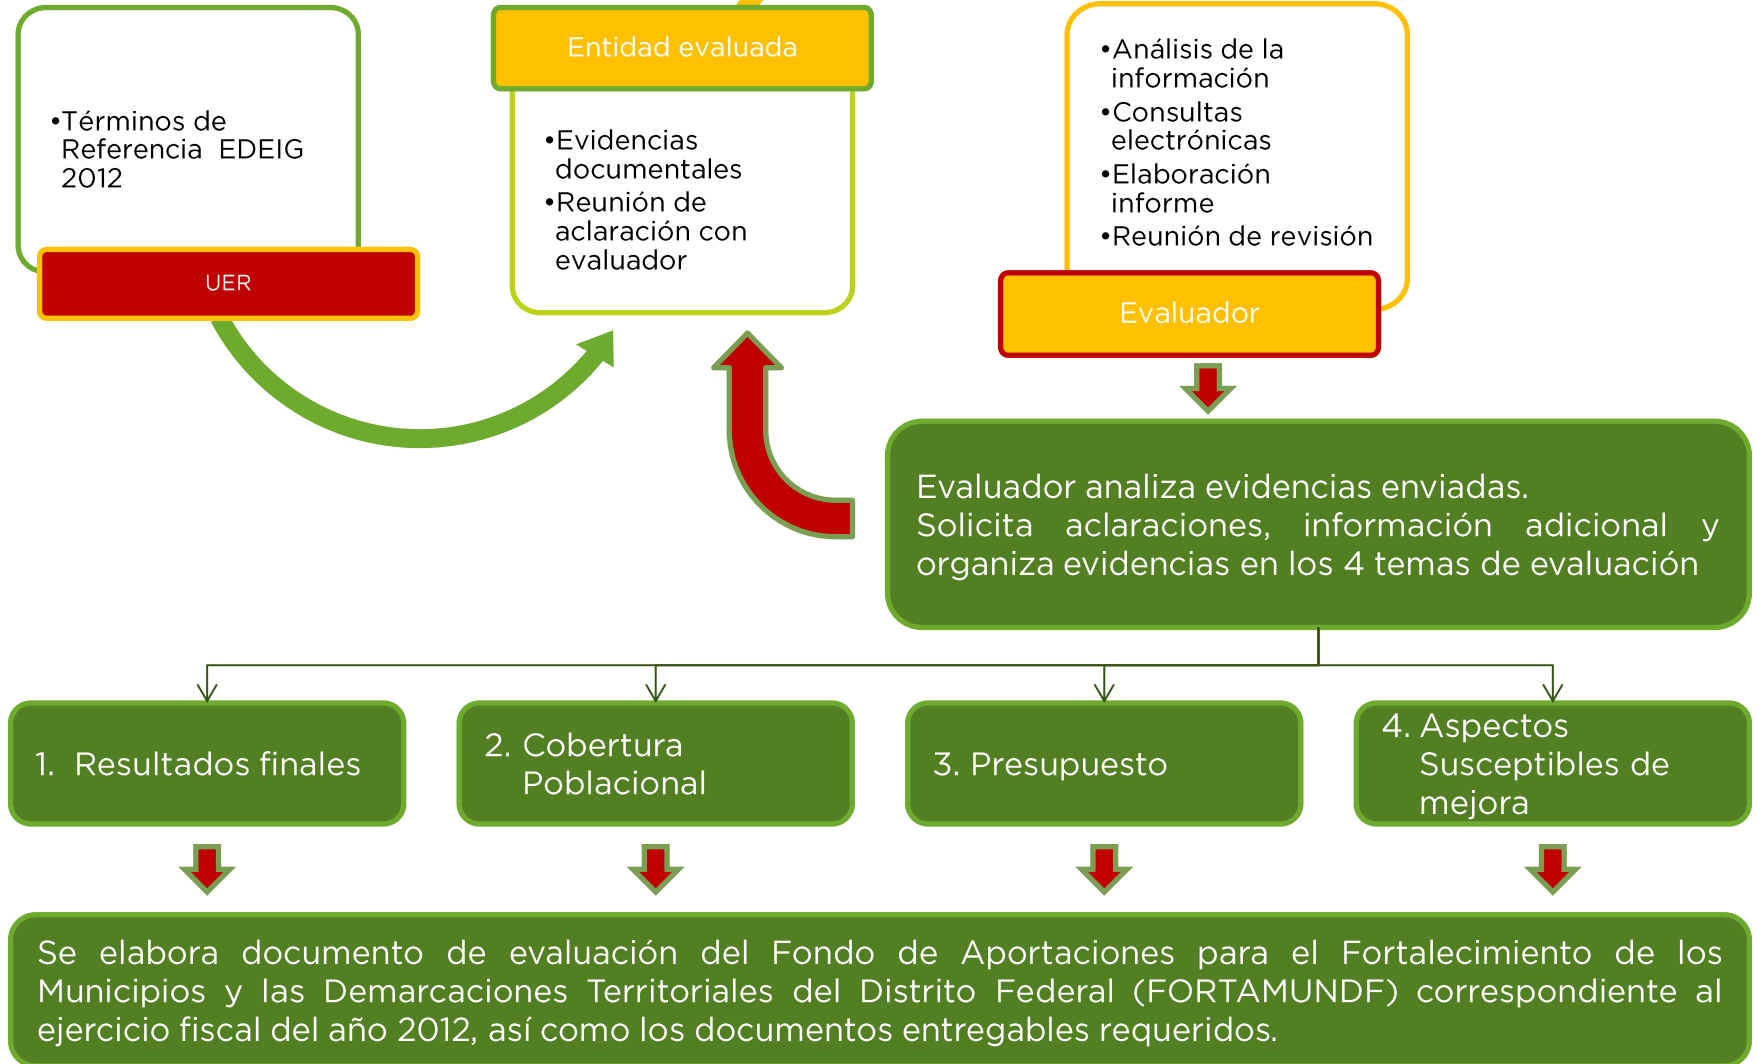 •Términos de
Referencia EDEIG
2012
UER
Entidad evaluada
•Evidencias
documentales
•Reunión de
aclaración con
evaluador
•Análisis de la
información
•Consultas
electrónicas
•Elaboración
informe
•Reunión de revisión
Evaluador
Evaluador analiza evidencias enviadas.
Solicita aclaraciones, información adicional y
organiza evidencias en los 4 temas de evaluación
1. Resultados finales
2. Cobertura
Poblacional
3. Presupuesto
4. Aspectos
Susceptibles de
mejora
Se elabora documento de evaluación del Fondo de Aportaciones para el Fortalecimiento de los
Municipios y las Demarcaciones Territoriales del Distrito Federal (FORTAMUNDF) correspondiente al
ejercicio fiscal del año 2012, así como los documentos entregables requeridos.